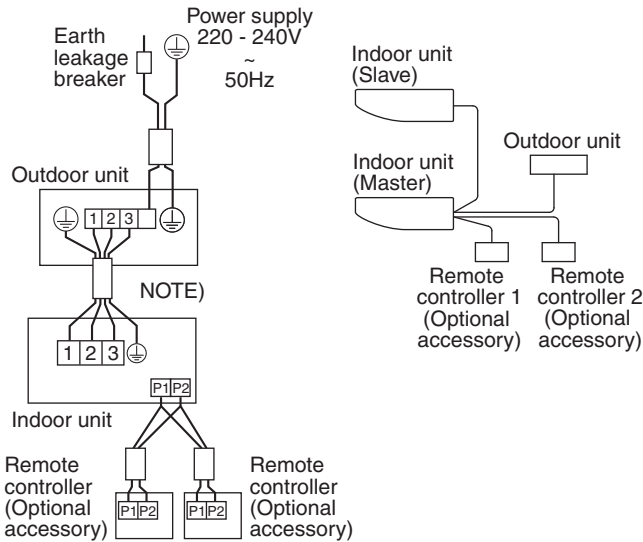 Power supply
220 - 240V
~
50Hz
Earth
leakage
breaker
Outdoor unit
1 2 3
NOTE)
1 2 3
P1 P2
Indoor unit
Remote
controller
(Optional
accessory)
P1 P2
P1 P2
Remote
controller
(Optional
accessory)
Indoor unit
(Slave)
Indoor unit
(Master)
Outdoor unit
Remote
controller 1
(Optional
accessory)
Remote
controller 2
(Optional
accessory)